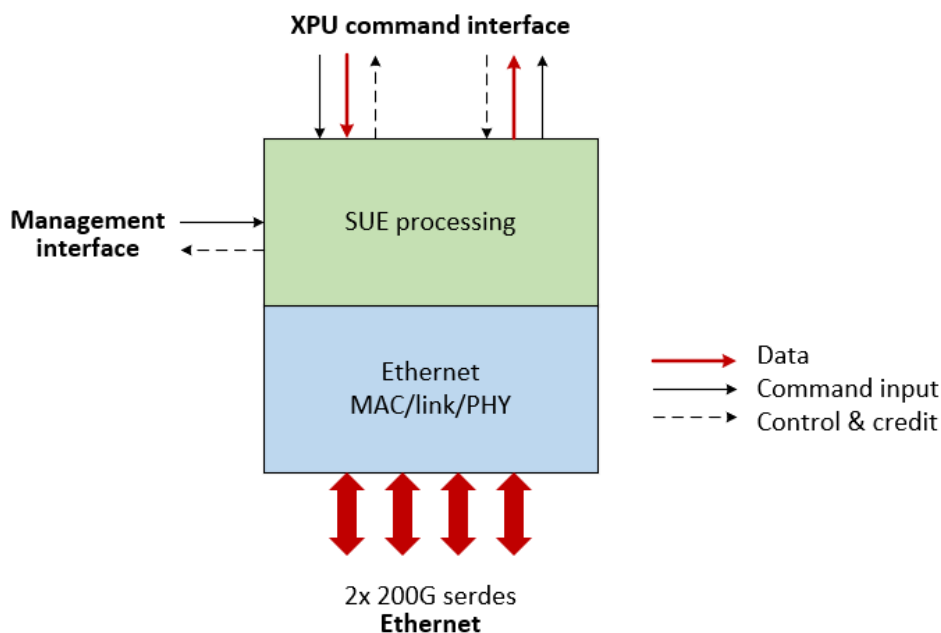 XPU command interface
Management
interface
SUE processing
Ethernet
MAC/link/PHY
Data
Command input
Control & credit
2x 200G serdes
Ethernet